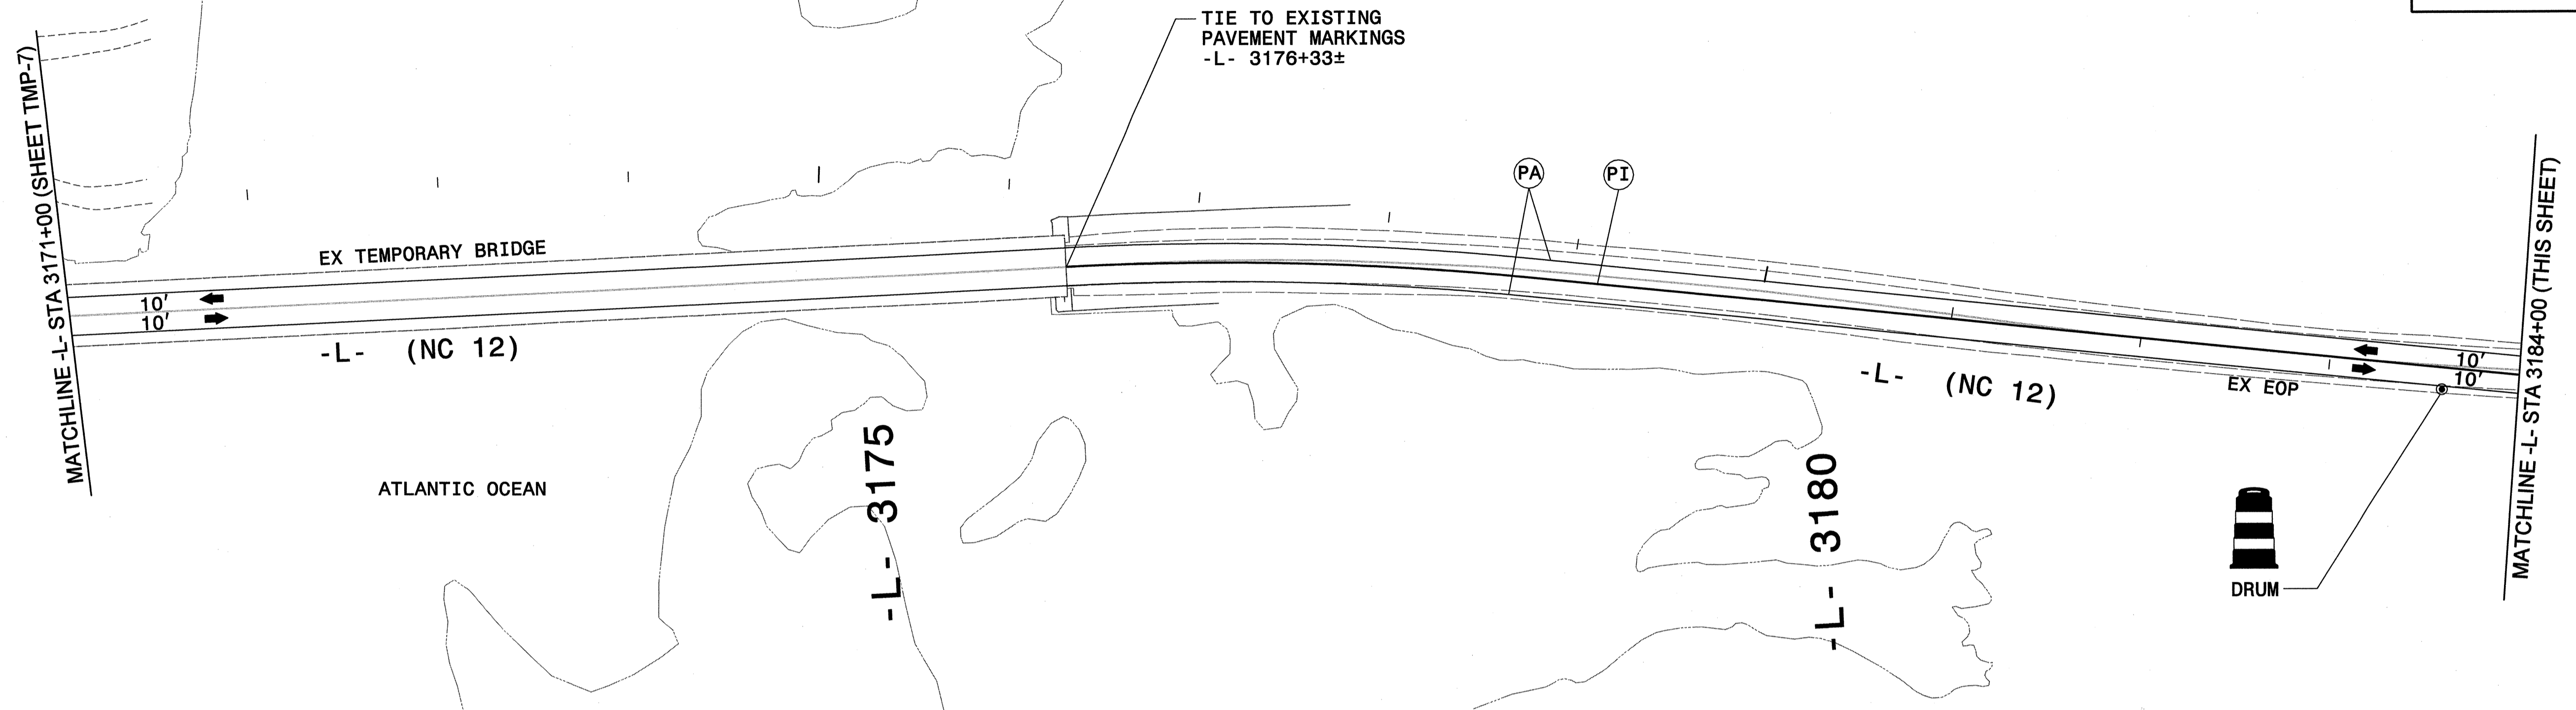 TIE TO EXISTING
PAVEMENT MARKINGS
-L- 3176+33±
MATCHLINE -L- STA 3171+00 (SHEET TMP-7)
EX TEMPORARY BRIDGE
10'
10'
-L- (NC 12)
ATLANTIC OCEAN
-L- 3175
PA
PI
-L- 3180
-L- (NC 12)
EX EOP
10'
10'
DRUM
MATCHLINE -L- STA 3184+00 (THIS SHEET)